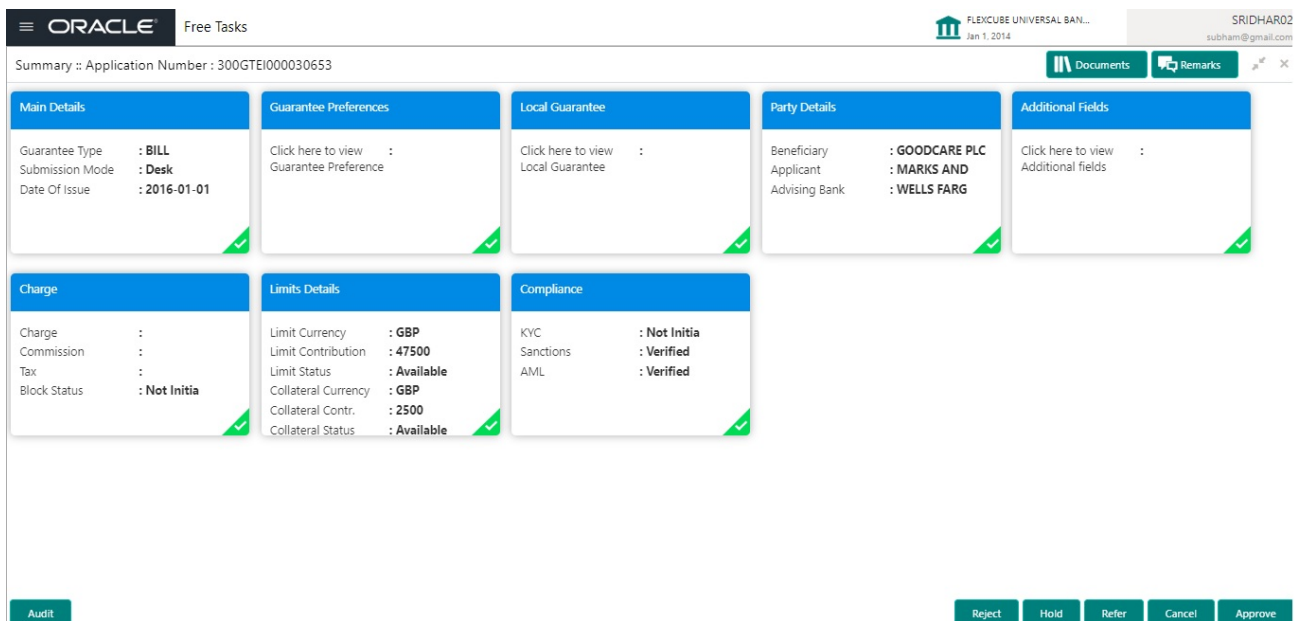 ORACLE®
Free Tasks
FLEXCUBE UNIVERSAL BAN...
Jan 1, 2014
SRIDHAR02
subham@gmail.com
Summary :: Application Number : 300GTEI000030653
Documents
Remarks
Main Details
Guarantee Type : BILL
Submission Mode : Desk
Date Of Issue : 2016-01-01
Guarantee Preferences
Click here to view :
Guarantee Preference
Local Guarantee
Click here to view :
Local Guarantee
Party Details
Beneficiary : GOODCARE PLC
Applicant : MARKS AND
Advising Bank : WELLS FARG
Additional Fields
Click here to view :
Additional fields
Charge
Charge :
Commission :
Tax :
Block Status : Not Initia
Limits Details
Limit Currency : GBP
Limit Contribution : 47500
Limit Status : Available
Collateral Currency : GBP
Collateral Contr. : 2500
Collateral Status : Available
Compliance
KYC : Not Initia
Sanctions : Verified
AML : Verified
Audit
Reject
Hold
Refer
Cancel
Approve